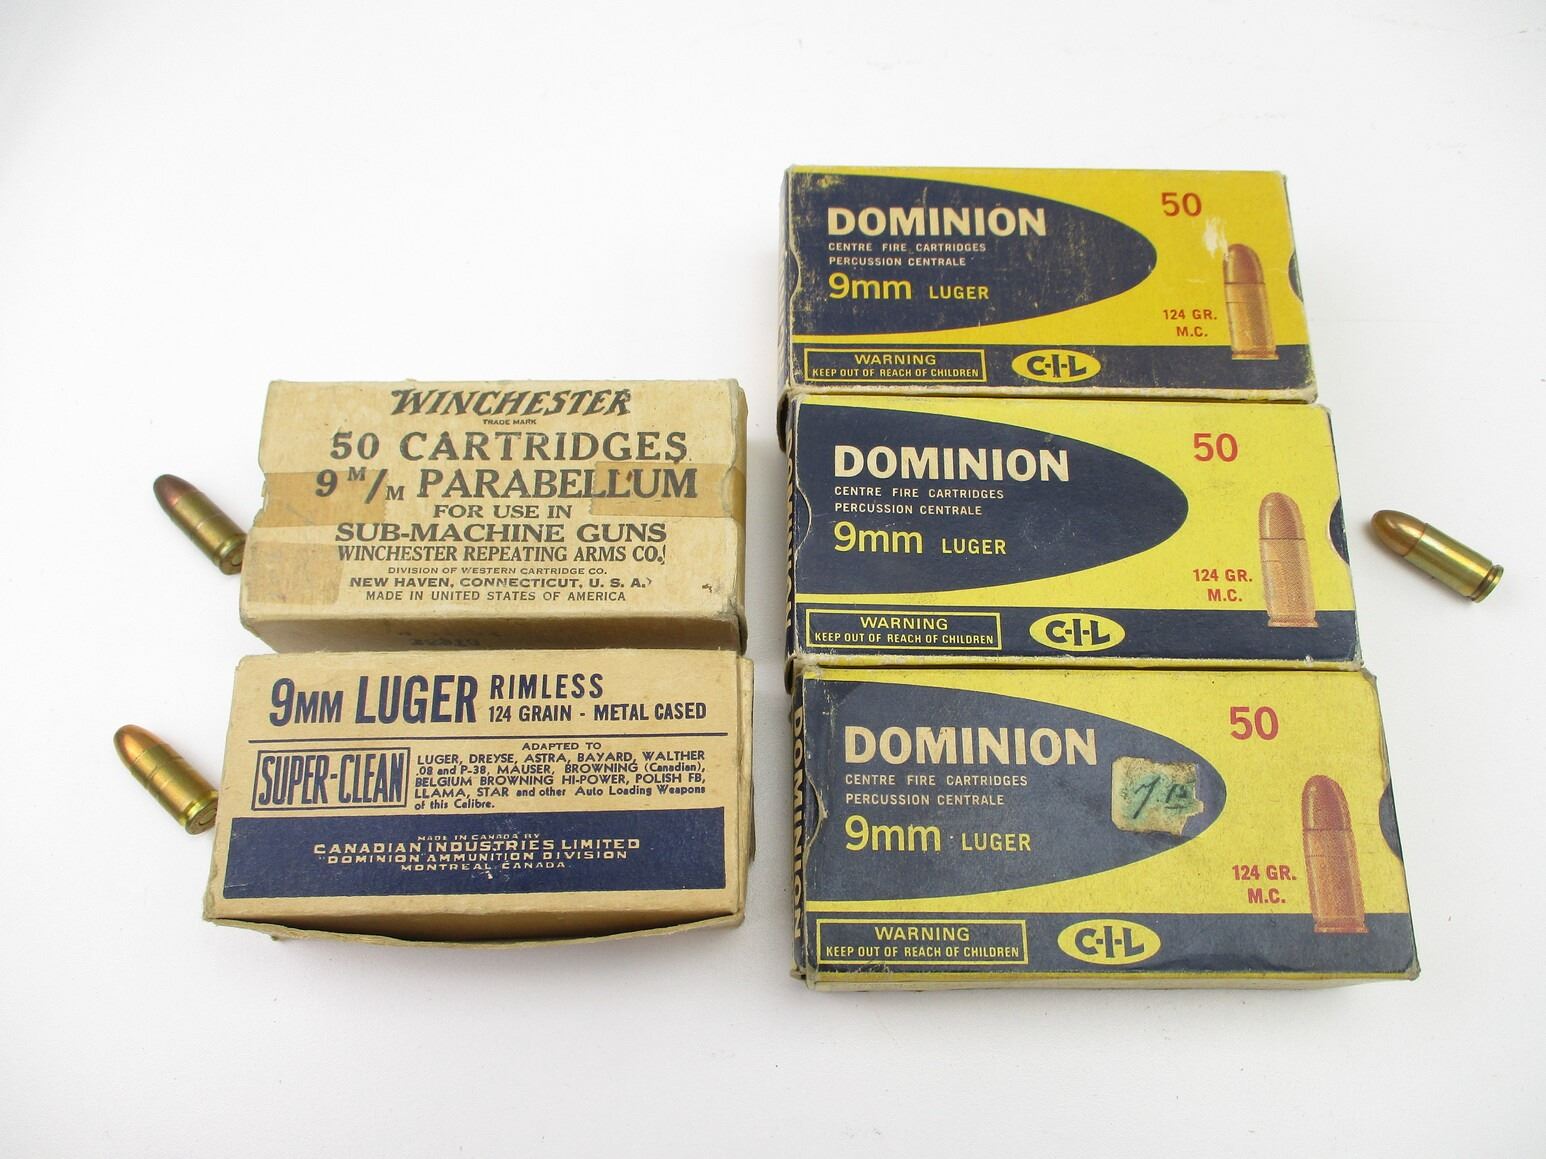 WINCHESTER
TRADE MARK
50 CARTRIDGES
9 M/M PARABELLUM
FOR USE IN
SUB-MACHINE GUNS
WINCHESTER REPEATING ARMS CO.
DIVISION OF WESTERN CARTRIDGE CO.
NEW HAVEN, CONNECTICUT, U. S. A.
MADE IN UNITED STATES OF AMERICA
9MM LUGER RIMLESS
124 GRAIN - METAL CASED
SUPER-CLEAN
ADAPTED TO
LUGER, DREYSE, ASTRA, BAYARD, WALTHER
.08 and P-38, MAUSER, BROWNING (Canadian),
BELGIUM BROWNING HI-POWER, POLISH FB,
LLAMA, STAR and other Auto Loading Weapons
of this Calibre.
MADE IN CANADA BY
CANADIAN INDUSTRIES LIMITED
"DOMINION" AMMUNITION DIVISION
MONTREAL, CANADA
DOMINION
CENTRE FIRE CARTRIDGES
PERCUSSION CENTRALE
9mm LUGER
50
124 GR.
M.C.
WARNING
KEEP OUT OF REACH OF CHILDREN
C-I-L
DOMINION
CENTRE FIRE CARTRIDGES
PERCUSSION CENTRALE
9mm LUGER
50
124 GR.
M.C.
WARNING
KEEP OUT OF REACH OF CHILDREN
C-I-L
DOMINION
CENTRE FIRE CARTRIDGES
PERCUSSION CENTRALE
9mm LUGER
50
124 GR.
M.C.
WARNING
KEEP OUT OF REACH OF CHILDREN
C-I-L
DOMINION